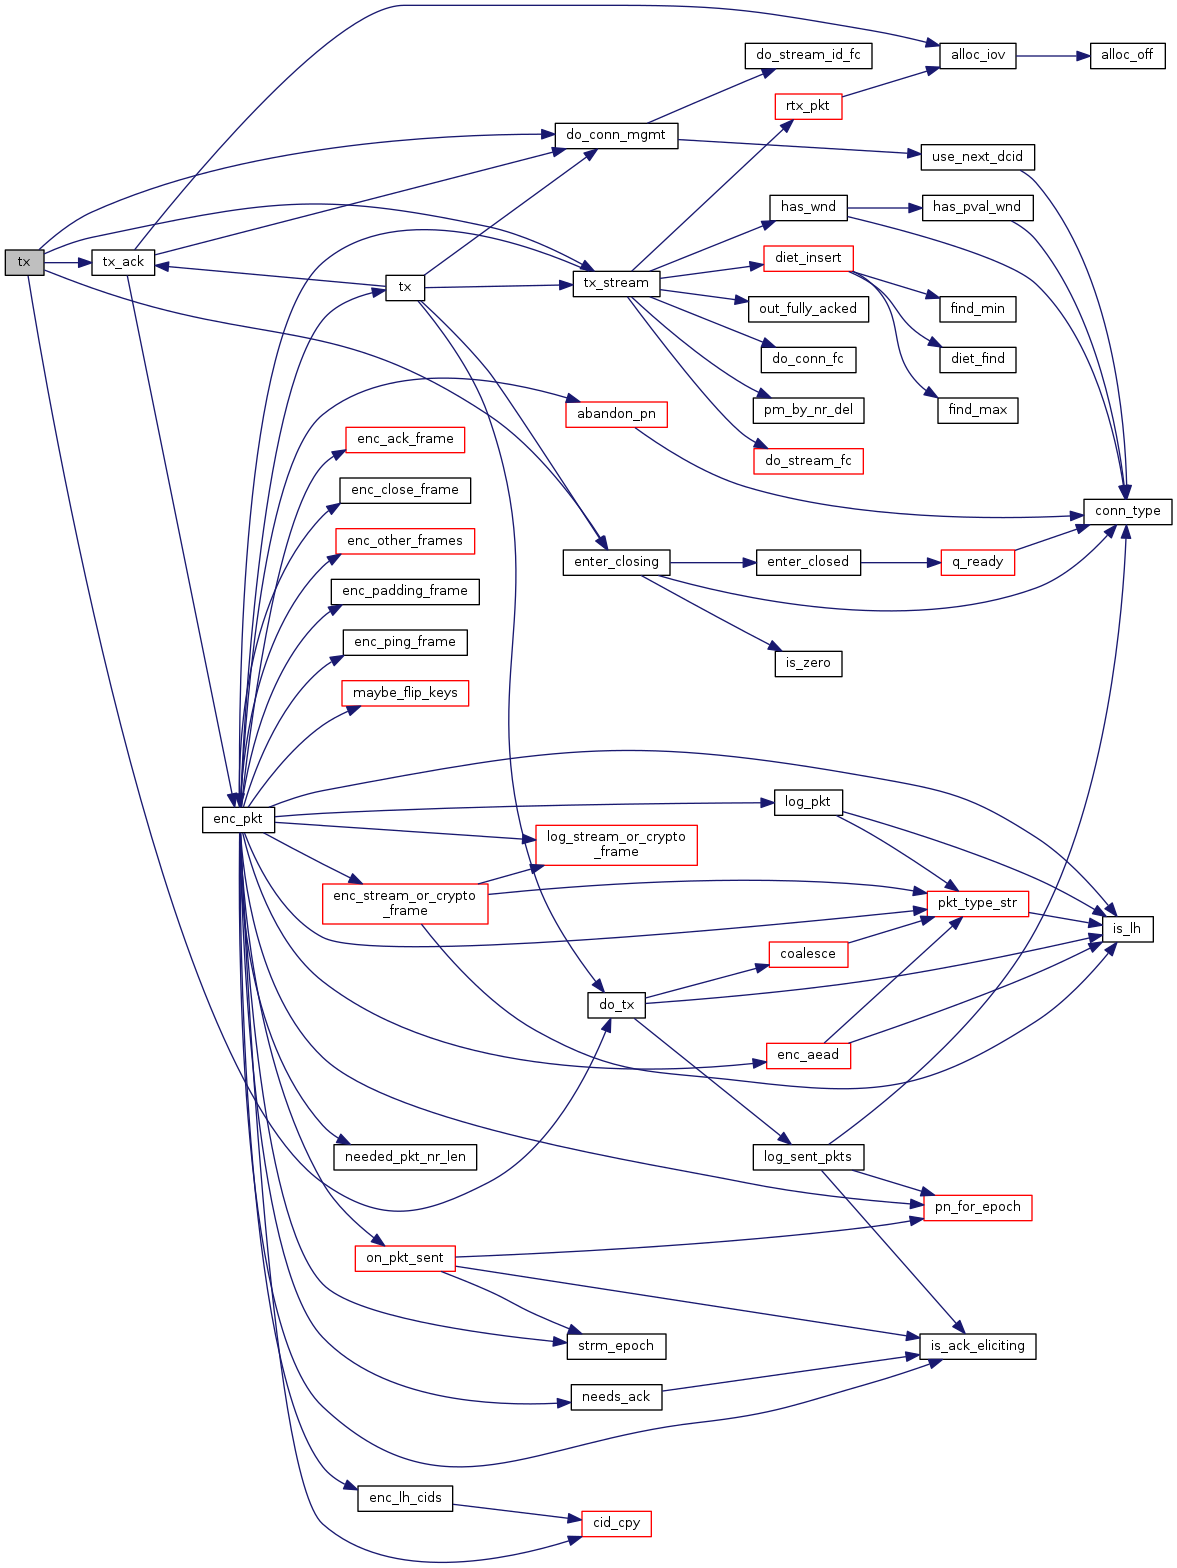 do_stream_id_fc
alloc_iov
alloc_off
rtx_pkt
do_conn_mgmt
use_next_dcid
has_wnd
has_pval_wnd
tx
tx_ack
diet_insert
tx
tx_stream
out_fully_acked
find_min
do_conn_fc
diet_find
abandon_pn
pm_by_nr_del
find_max
enc_ack_frame
do_stream_fc
enc_close_frame
conn_type
enc_other_frames
enter_closing
enter_closed
q_ready
enc_padding_frame
enc_ping_frame
is_zero
maybe_flip_keys
log_pkt
enc_pkt
log_stream_or_crypto
_frame
enc_stream_or_crypto
_frame
pkt_type_str
is_lh
coalesce
do_tx
enc_aead
needed_pkt_nr_len
log_sent_pkts
pn_for_epoch
on_pkt_sent
strm_epoch
is_ack_eliciting
needs_ack
enc_lh_cids
cid_cpy